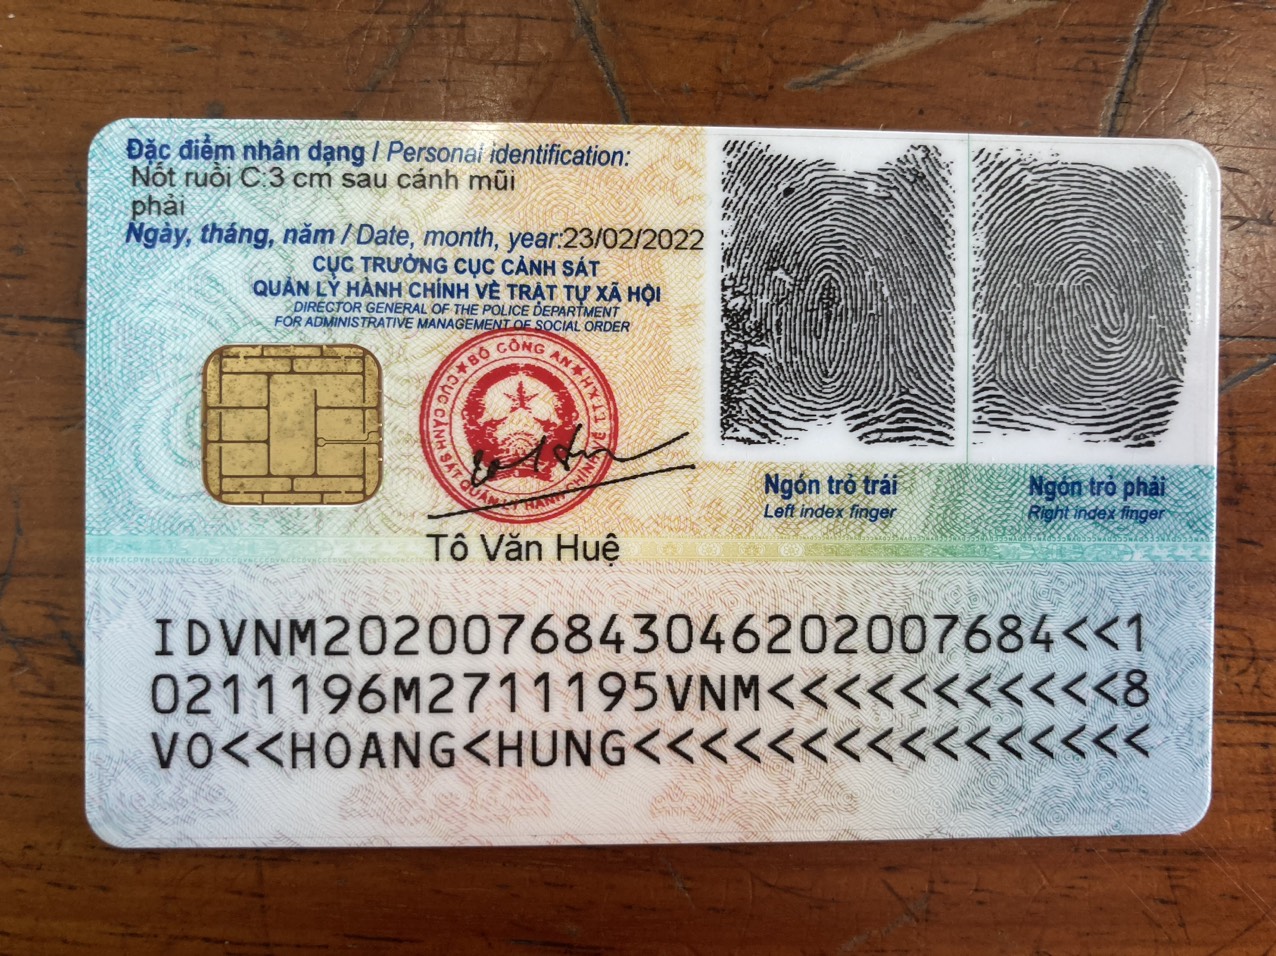 Đặc điểm nhân dạng / Personal identification:
Nốt ruồi C:3 cm sau cánh mũi
phải
Ngày, tháng, năm / Date, month, year:23/02/2022
CỤC TRƯỞNG CỤC CẢNH SÁT
QUẢN LÝ HÀNH CHÍNH VỀ TRẬT TỰ XÃ HỘI
DIRECTOR GENERAL OF THE POLICE DEPARTMENT
FOR ADMINISTRATIVE MANAGEMENT OF SOCIAL ORDER
BỘ CÔNG AN
CỤC CẢNH SÁT QUẢN LÝ HÀNH CHÍNH VỀ TTXH
Ngón trỏ trái
Left index finger
Ngón trỏ phải
Right index finger
Tô Văn Huệ
IDVNM2020076843046202007684<<1
0211196M2711195VNM<<<<<<<<<<<8
VO<<HOANG<HUNG<<<<<<<<<<<<<<<<